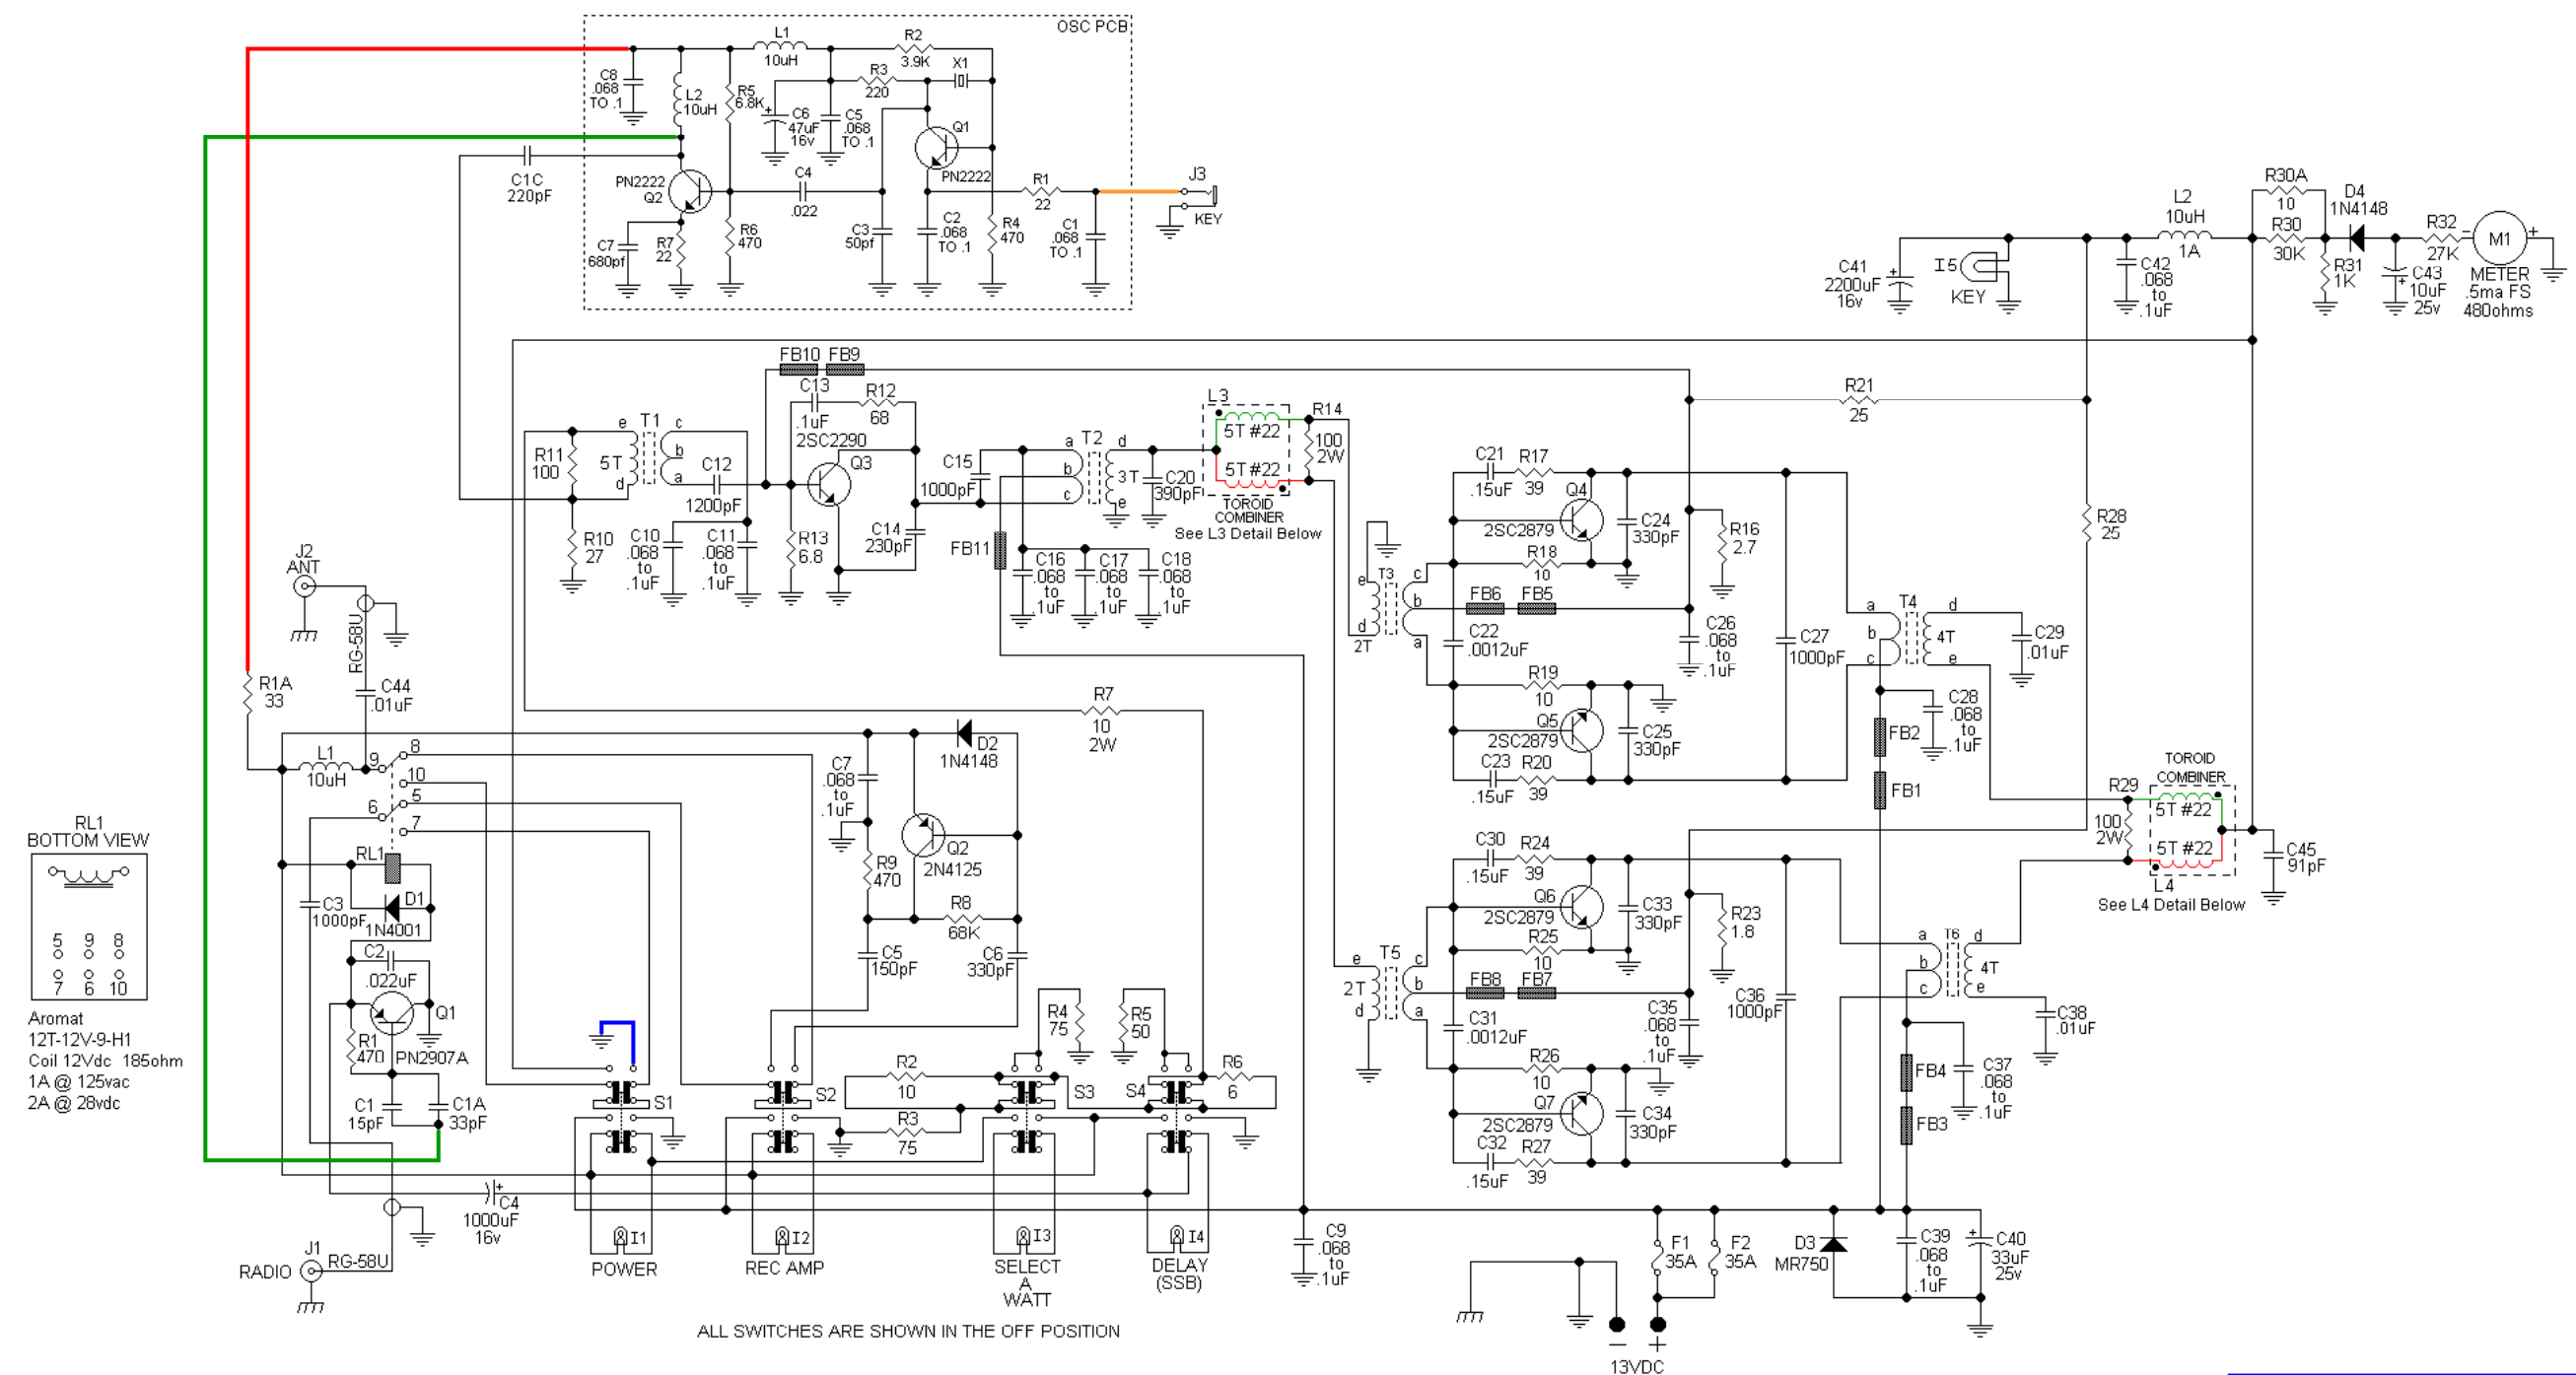 OSC PCB
L1
10uH
R2
3.9K
C8
.068
TO .1
L2
10uH
R5
6.8K
C6
47uF
16v
C5
.068
TO .1
R3
220
X1
Q1
PN2222
C1C
220pF
PN2222
Q2
C4
.022
R1
22
J3
KEY
C7
680pf
R7
22
R6
470
C3
50pf
C2
.068
TO .1
R4
470
C1
.068
TO .1
R30A
10
D4
1N4148
L2
10uH
1A
R30
30K
R32
27K
M1
METER
.5ma FS
480ohms
C41
2200uF
16v
I5
KEY
C42
.068
to
.1uF
R31
1K
C43
10uF
25v
FB10 FB9
C13
.1uF
R12
68
2SC2290
Q3
T1
e
5T
d
c
b
a
R11
100
C12
1200pF
R10
27
C10
.068
to
.1uF
C11
.068
to
.1uF
R13
6.8
C14
230pF
C15
1000pF
T2
a
b
c
d
3T
e
C20
390pF
FB11
C16
.068
to
.1uF
C17
.068
to
.1uF
C18
.068
to
.1uF
L3
5T #22
5T #22
TOROID
COMBINER
See L3 Detail Below
R14
100
2W
R21
25
C21
.15uF
R17
39
Q4
2SC2879
C24
330pF
R18
10
R16
2.7
R28
25
T3
e
d
2T
c
b
a
FB6
FB5
C22
.0012uF
C26
.068
to
.1uF
C27
1000pF
R19
10
Q5
2SC2879
C25
330pF
C23
.15uF
R20
39
T4
a
b
c
d
4T
e
C29
.01uF
C28
.068
to
.1uF
FB2
FB1
J2
ANT
RG-58U
C44
.01uF
R1A
33
L1
10uH
9
8
10
5
6
7
RL1
D1
1N4001
C3
1000pF
C2
.022uF
Q1
PN2907A
R1
470
C1
15pF
C1A
33pF
RL1
BOTTOM VIEW
5 9 8
7 6 10
Aromat
12T-12V-9-H1
Coil 12Vdc 185ohm
1A @ 125vac
2A @ 28vdc
R7
10
2W
D2
1N4148
C7
.068
to
.1uF
Q2
2N4125
R9
470
R8
68K
C5
150pF
C6
330pF
R4
75
R5
50
R2
10
R3
75
R6
6
S1
S2
S3
S4
C4
1000uF
16v
I1
I2
I3
I4
POWER
REC AMP
SELECT
A
WATT
DELAY
(SSB)
J1
RADIO
RG-58U
ALL SWITCHES ARE SHOWN IN THE OFF POSITION
C9
.068
to
.1uF
C30
.15uF
R24
39
Q6
2SC2879
C33
330pF
R25
10
R23
1.8
T5
e
2T
d
c
b
a
FB8
FB7
C31
.0012uF
C35
.068
to
.1uF
C36
1000pF
R26
10
Q7
2SC2879
C34
330pF
C32
.15uF
R27
39
T6
a
b
c
d
4T
e
C38
.01uF
FB4
FB3
C37
.068
to
.1uF
R29
100
2W
TOROID
COMBINER
5T #22
5T #22
L4
See L4 Detail Below
C45
91pF
F1
35A
F2
35A
D3
MR750
C39
.068
to
.1uF
C40
33uF
25v
13VDC